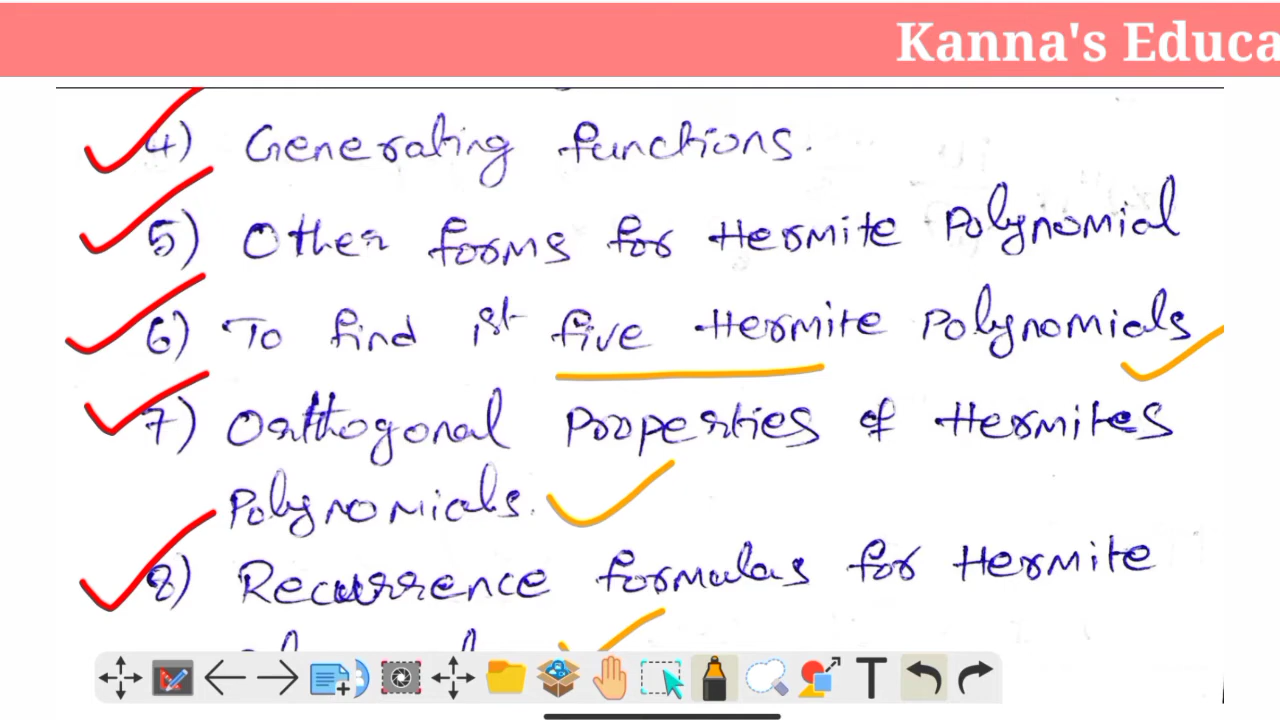 Kanna's Educa
4) Generating functions.
5) Other forms for Hermite Polynomial
6) To find 1st five Hermite Polynomials
7) Orthogonal Properties of Hermites
Polynomials.
8) Recurrence formulas for Hermite
T